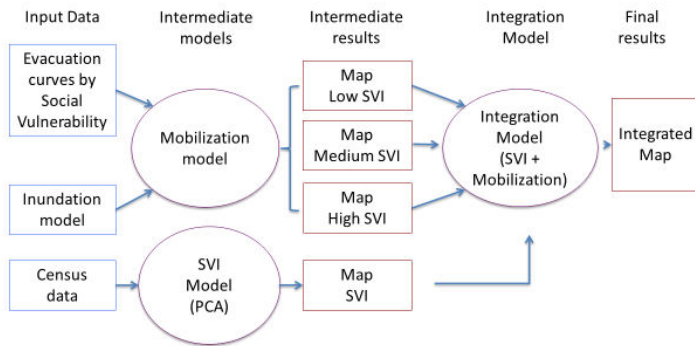 Input Data
Intermediate
models
Intermediate
results
Integration
Model
Final
results
Evacuation
curves by
Social
Vulnerability
Inundation
model
Census
data
Mobilization
model
SVI
Model
(PCA)
Map
Low SVI
Map
Medium SVI
Map
High SVI
Map
SVI
Integration
Model
(SVI +
Mobilization)
Integrated
Map